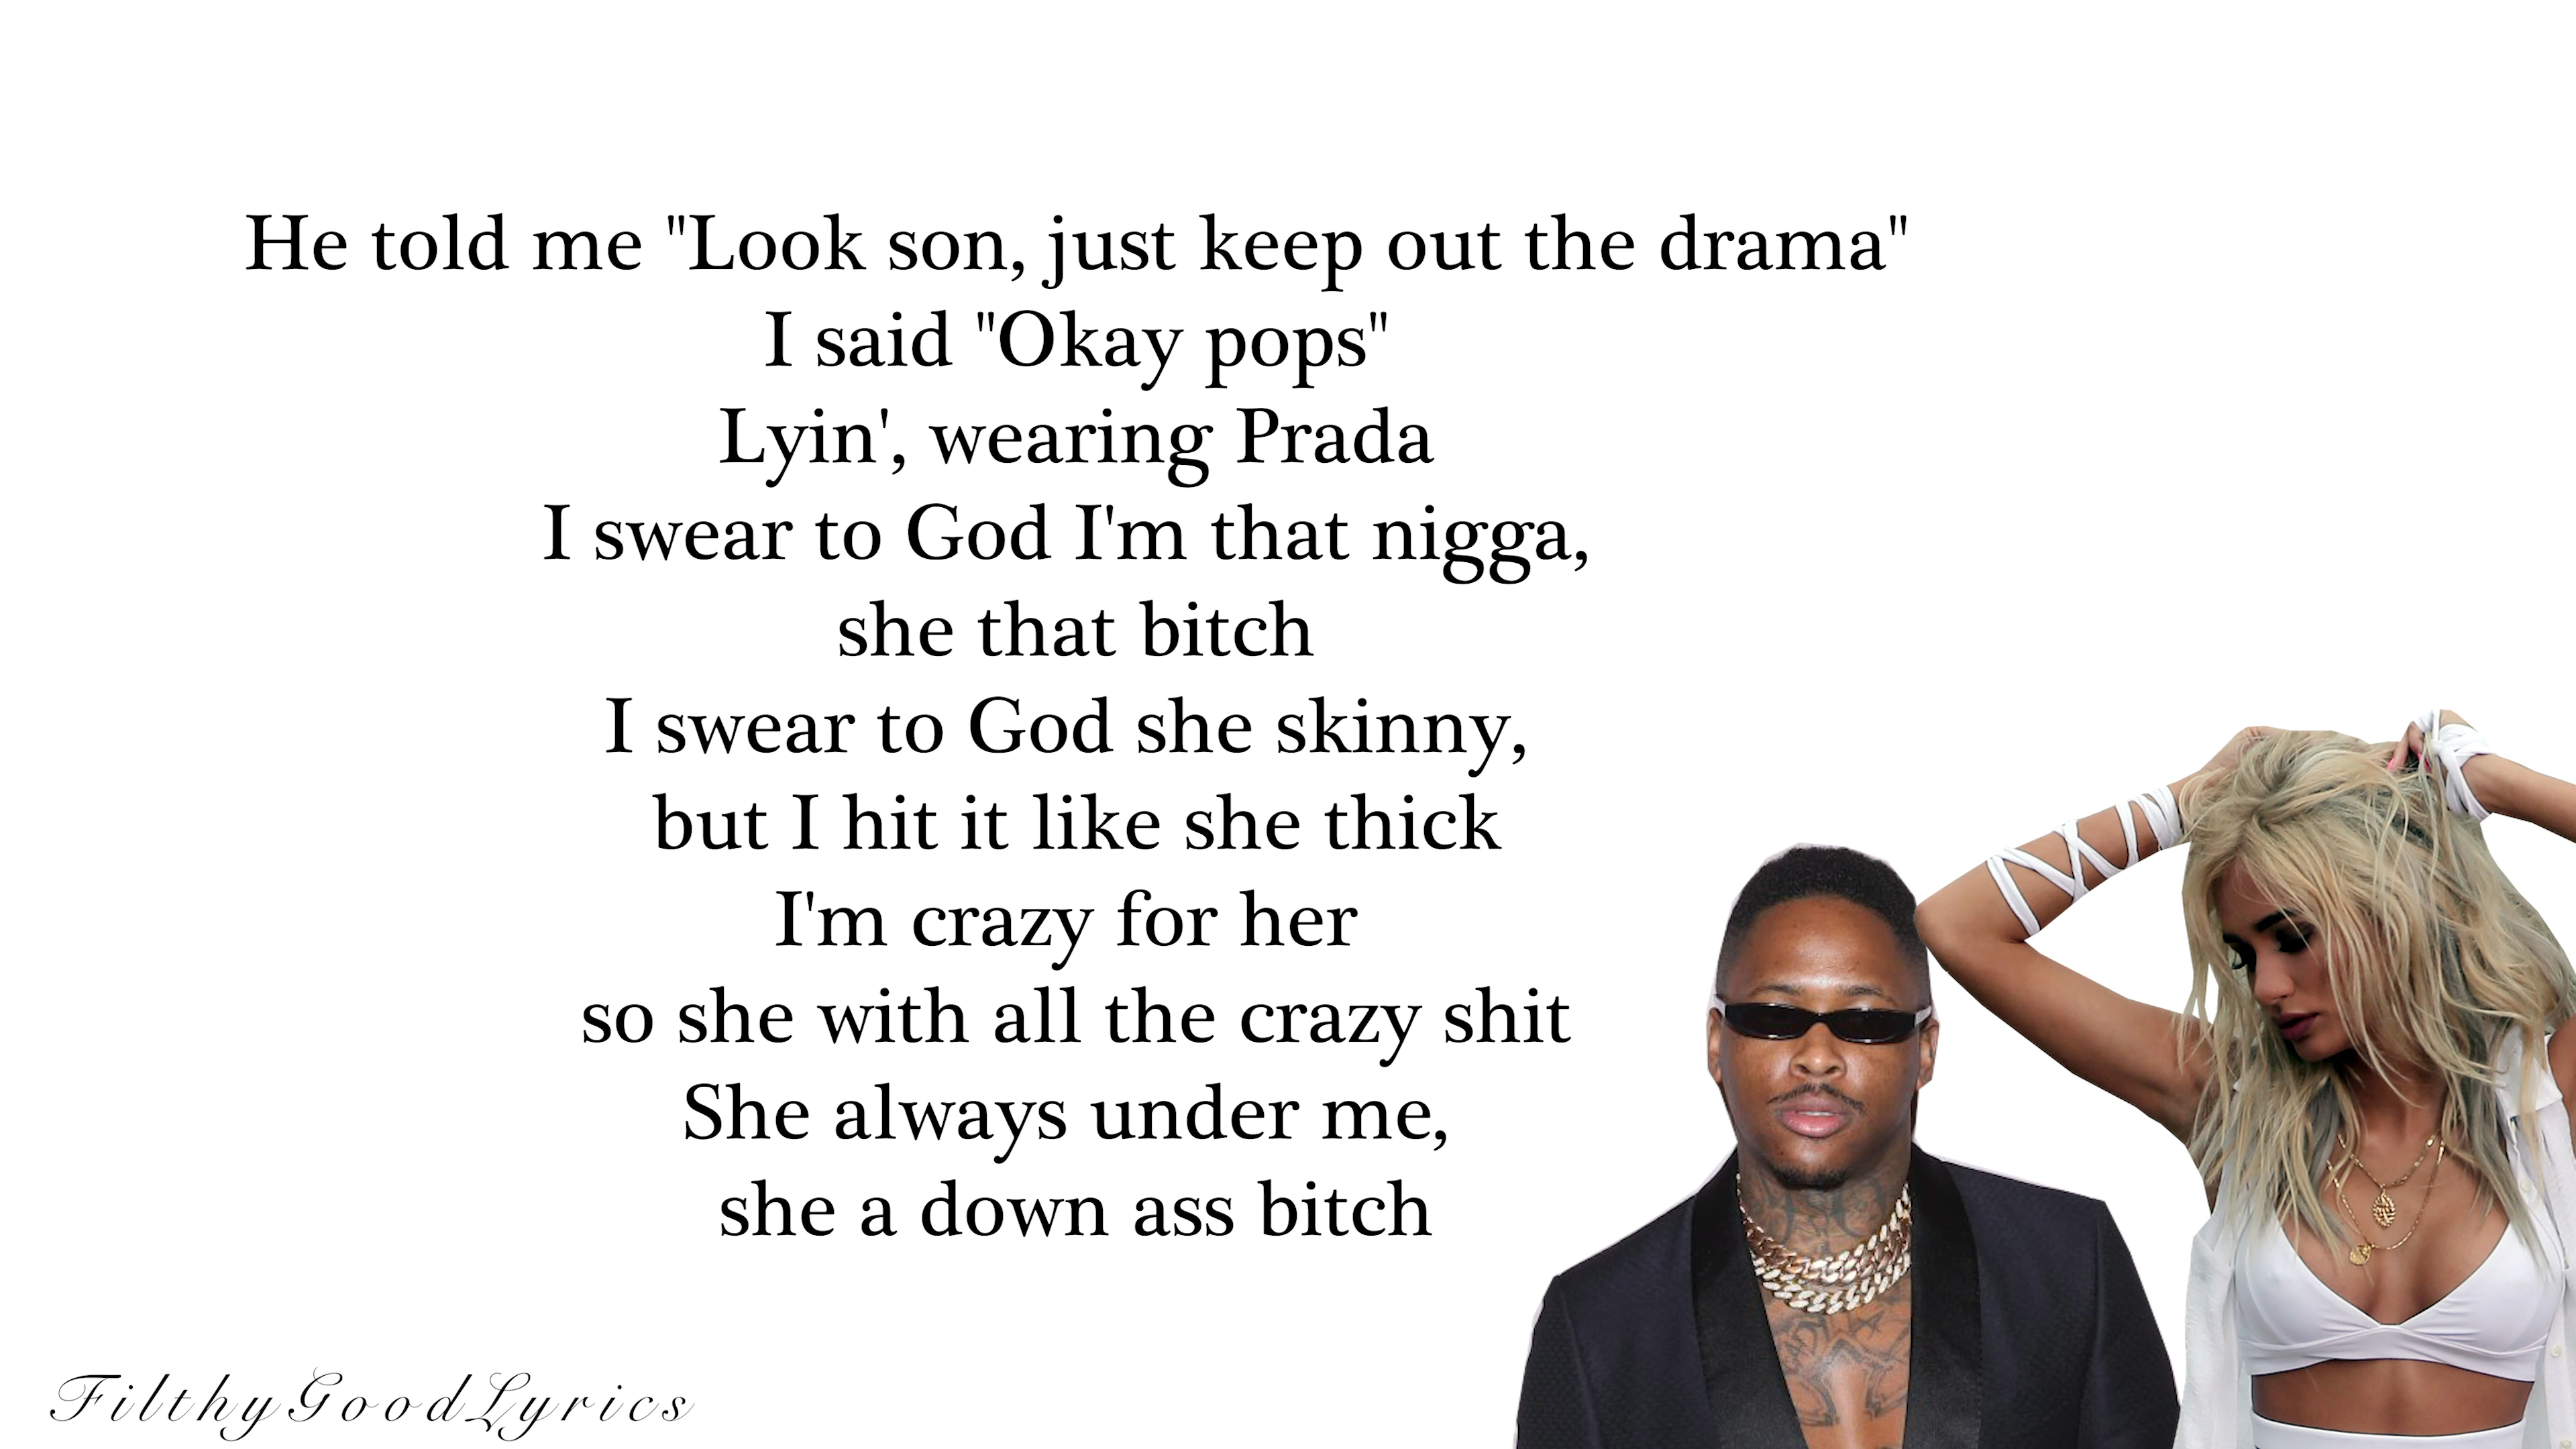 He told me "Look son, just keep out the drama"
I said "Okay pops"
Lyin', wearing Prada
I swear to God I'm that nigga,
she that bitch
I swear to God she skinny,
but I hit it like she thick
I'm crazy for her
so she with all the crazy shit
She always under me,
she a down ass bitch
FilthyGoodLyrics